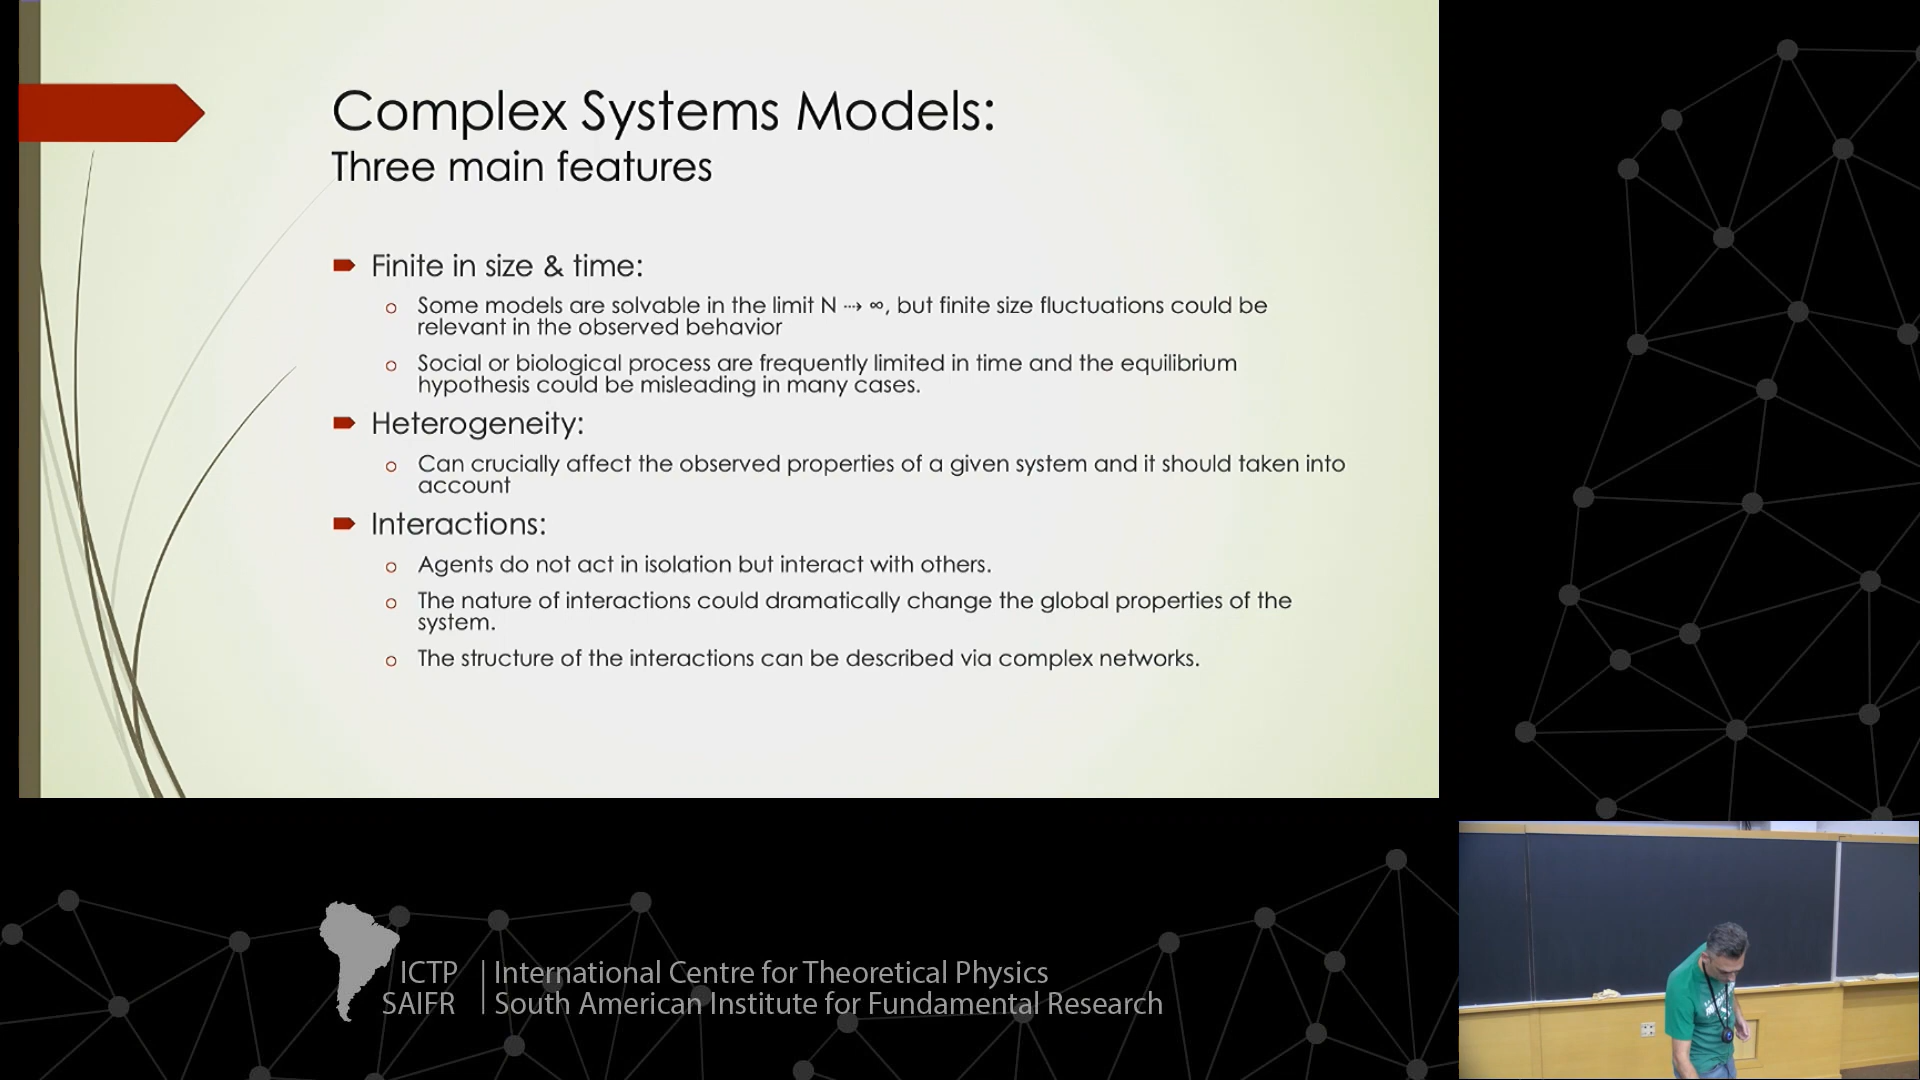 Complex Systems Models:
Three main features
Finite in size & time:
Some models are solvable in the limit N ⇢ ∞, but finite size fluctuations could be
relevant in the observed behavior
Social or biological process are frequently limited in time and the equilibrium
hypothesis could be misleading in many cases.
Heterogeneity:
Can crucially affect the observed properties of a given system and it should taken into
account
Interactions:
Agents do not act in isolation but interact with others.
The nature of interactions could dramatically change the global properties of the
system.
The structure of the interactions can be described via complex networks.
ICTP | International Centre for Theoretical Physics
SAIFR | South American Institute for Fundamental Research